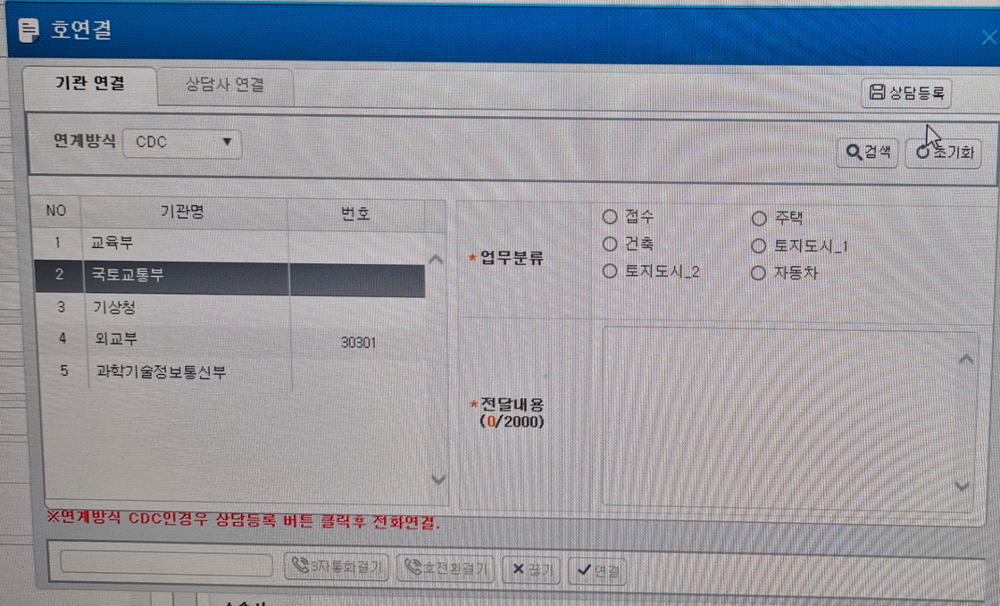 호연결
기관 연결
상담사 연결
상담등록
연계방식 CDC
검색
초기화
NO 기관명 번호
1 교육부
2 국토교통부
3 기상청
4 외교부 30301
5 과학기술정보통신부
*업무분류
접수 주택
건축 토지도시_1
토지도시_2 자동차
*전달내용
(0/2000)
※연계방식 CDC인경우 상담등록 버튼 클릭후 전화연결.
3자통화걸기 호전환걸기 끊기 연결